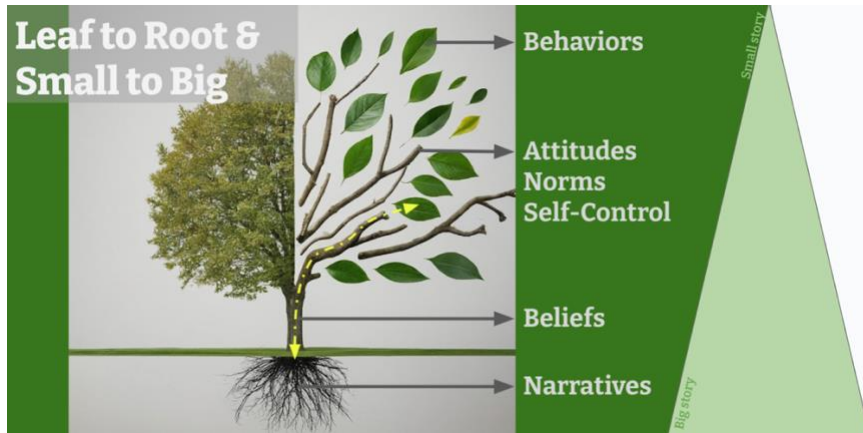 Leaf to Root &
Small to Big
Behaviors
Attitudes
Norms
Self-Control
Beliefs
Narratives
Small story
Big story